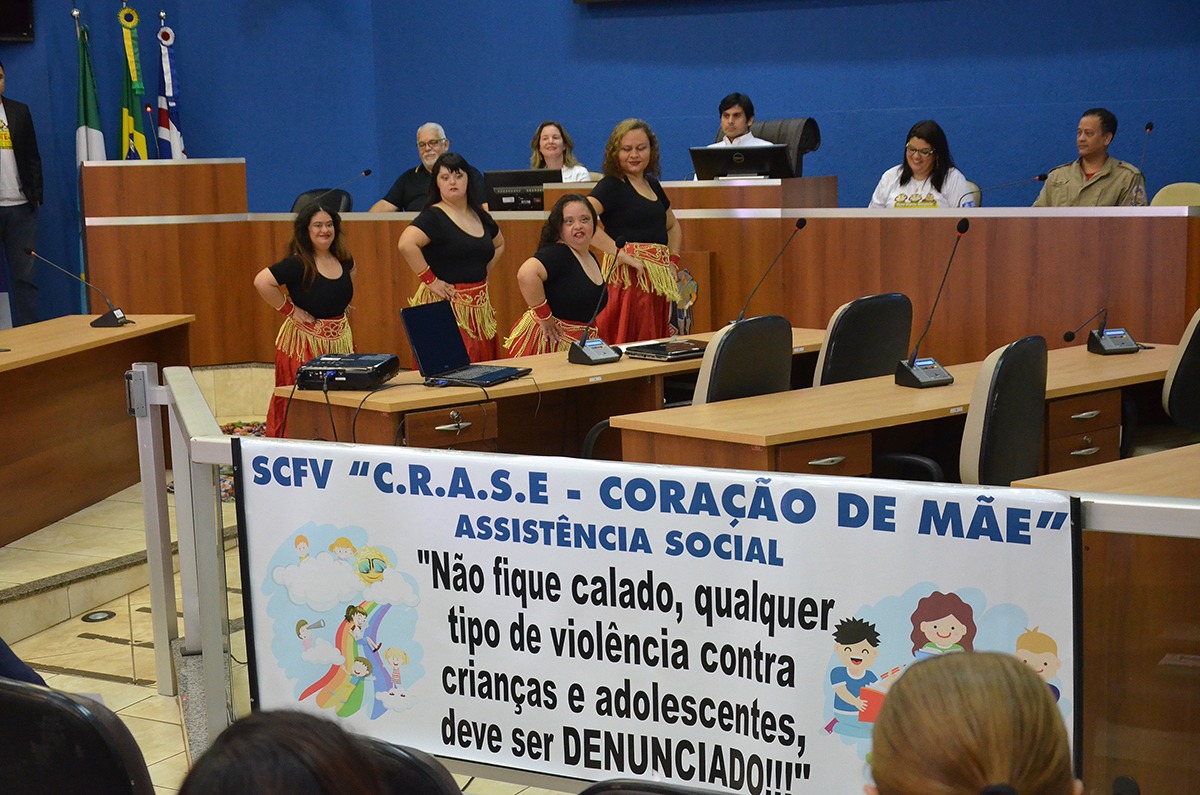 SCFV "C.R.A.S.E - CORAÇÃO DE MÃE"
ASSISTÊNCIA SOCIAL
"Não fique calado, qualquer
tipo de violência contra
crianças e adolescentes,
deve ser DENUNCIADO!!!"